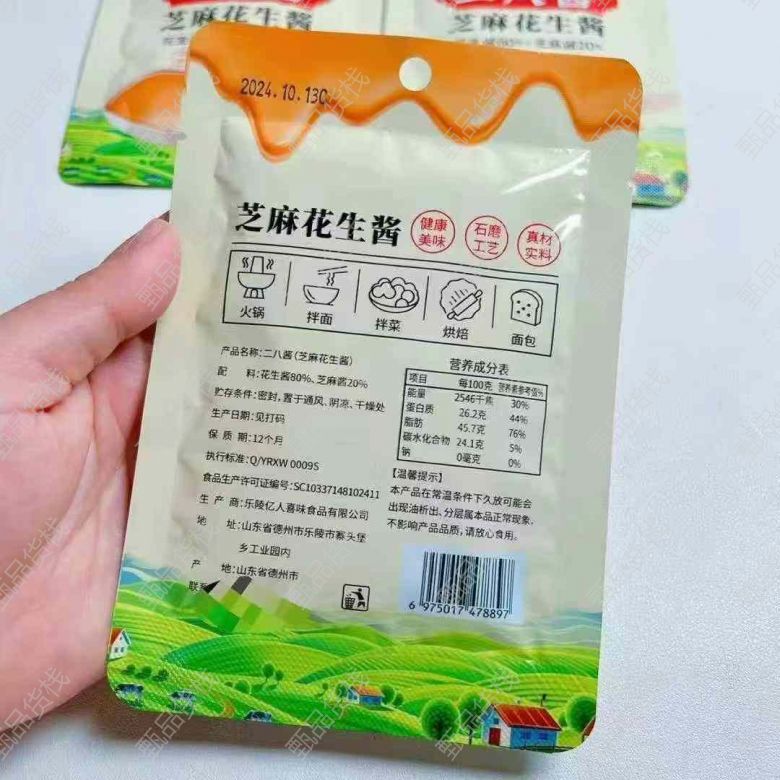 芝麻花生酱
二八酱
芝麻花生酱
2024.10.130
芝麻花生酱
健康
美味
石磨
工艺
真材
实料
火锅
拌面
拌菜
烘焙
面包
产品名称:二八酱(芝麻花生酱)
配 料:花生酱80%、芝麻酱20%
贮存条件:密封,置于通风、阴凉、干燥处
生产日期:见打码
保 质 期:12个月
执行标准:Q/YRXW 0009S
食品生产许可证编号:SC10337148102411
生 产 商:乐陵亿人喜味食品有限公司
地 址:山东省德州市乐陵市寨头堡
乡工业园内
产 地:山东省德州市
联系
营养成分表
项目 每100克 营养素参考值%
能量 2546千焦 30%
蛋白质 26.2克 44%
脂肪 45.7克 76%
碳水化合物 24.1克 5%
钠 0毫克 0%
【温馨提示】
本产品在常温条件下久放可能会
出现油析出、分层属本品正常现象,
不影响产品品质,请放心食用。
6 975017 478897
甄品货栈